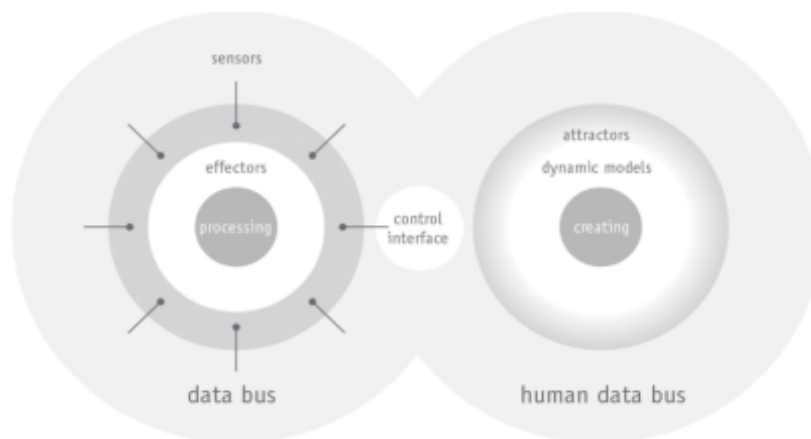 sensors
effectors
processing
data bus
control
interface
attractors
dynamic models
creating
human data bus